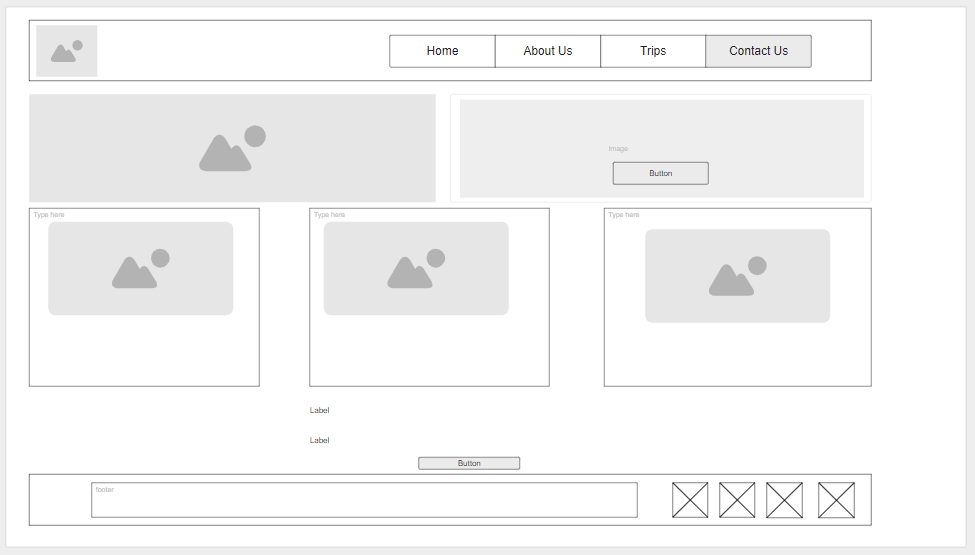 Home
About Us
Trips
Contact Us
Image
Button
Type here
Type here
Type here
Label
Label
Button
footer